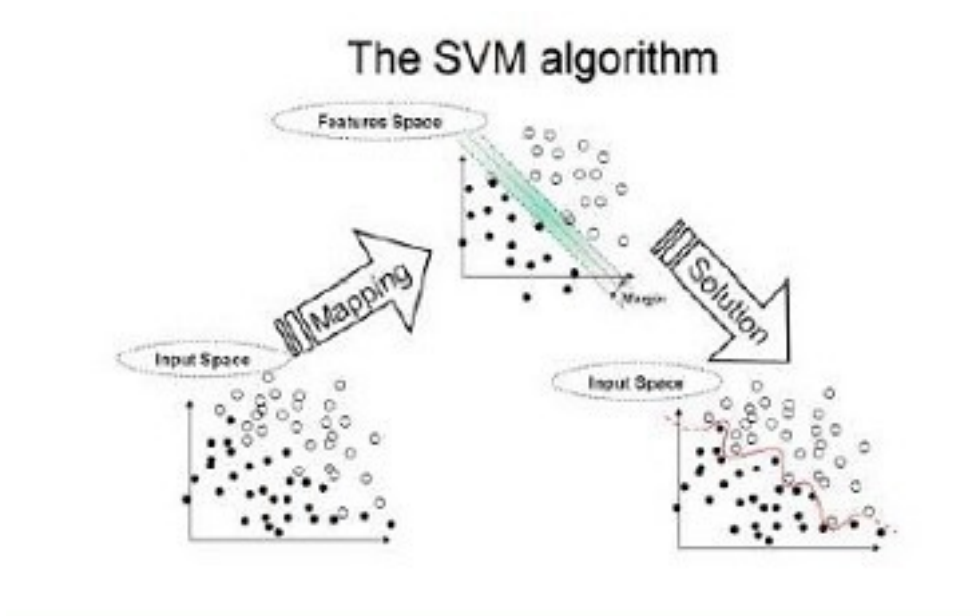 The SVM algorithm
Features Space
Mapping
Margin
Solution
Input Space
Input Space